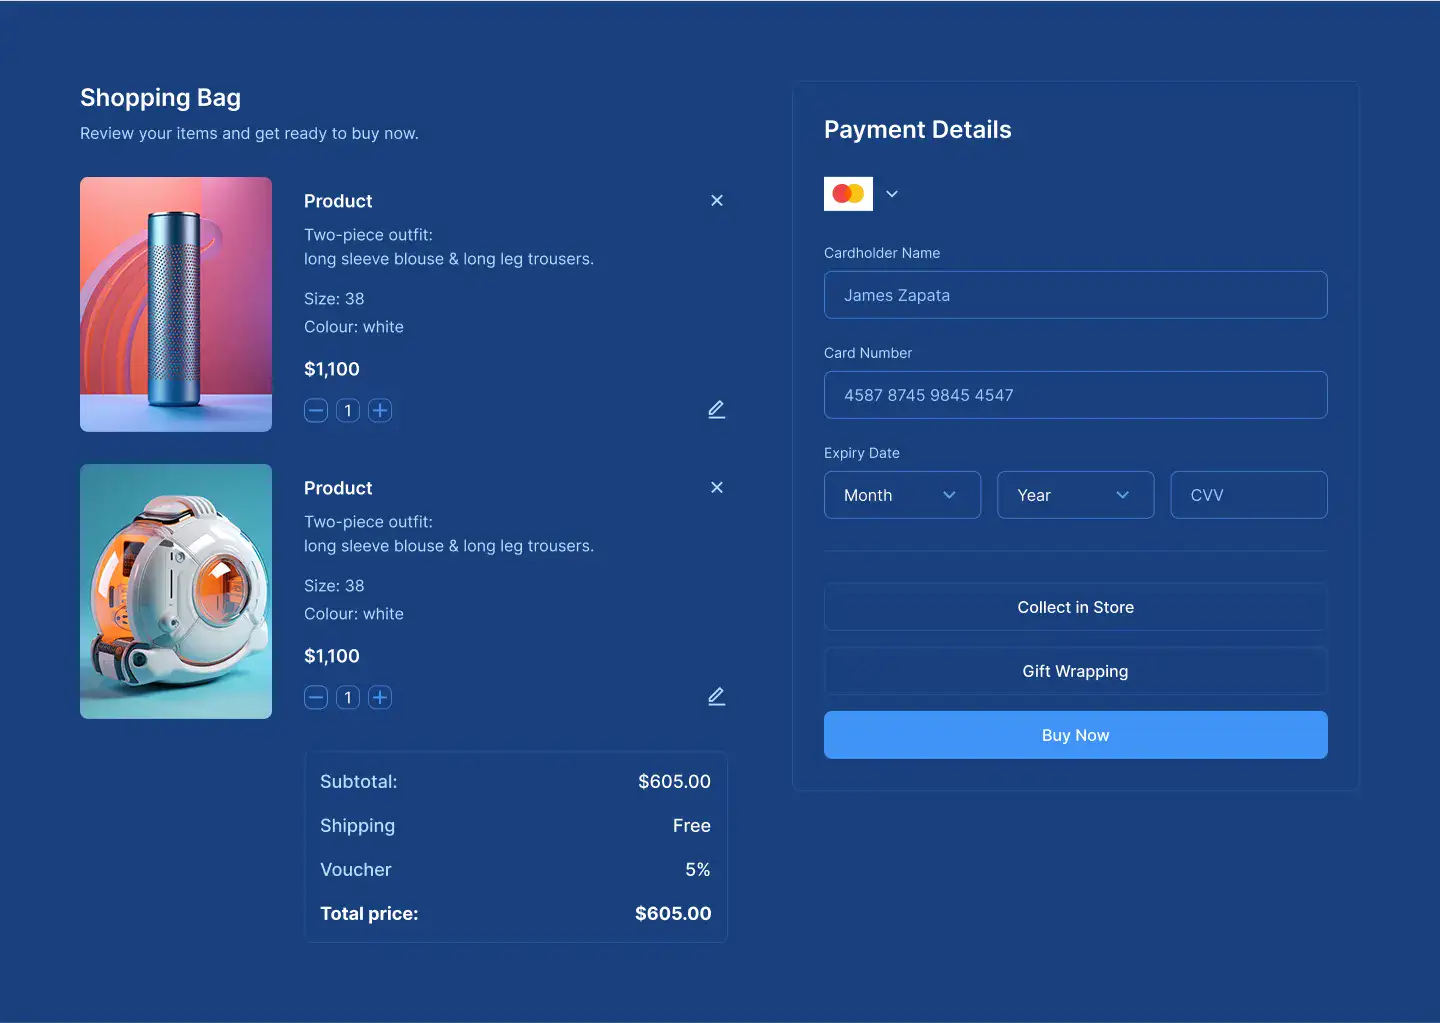 Shopping Bag
Review your items and get ready to buy now.
Product
Two-piece outfit:
long sleeve blouse & long leg trousers.
Size: 38
Colour: white
$1,100
1
Product
Two-piece outfit:
long sleeve blouse & long leg trousers.
Size: 38
Colour: white
$1,100
1
Subtotal: $605.00
Shipping Free
Voucher 5%
Total price: $605.00
Payment Details
Cardholder Name
James Zapata
Card Number
4587 8745 9845 4547
Expiry Date
Month Year CVV
Collect in Store
Gift Wrapping
Buy Now